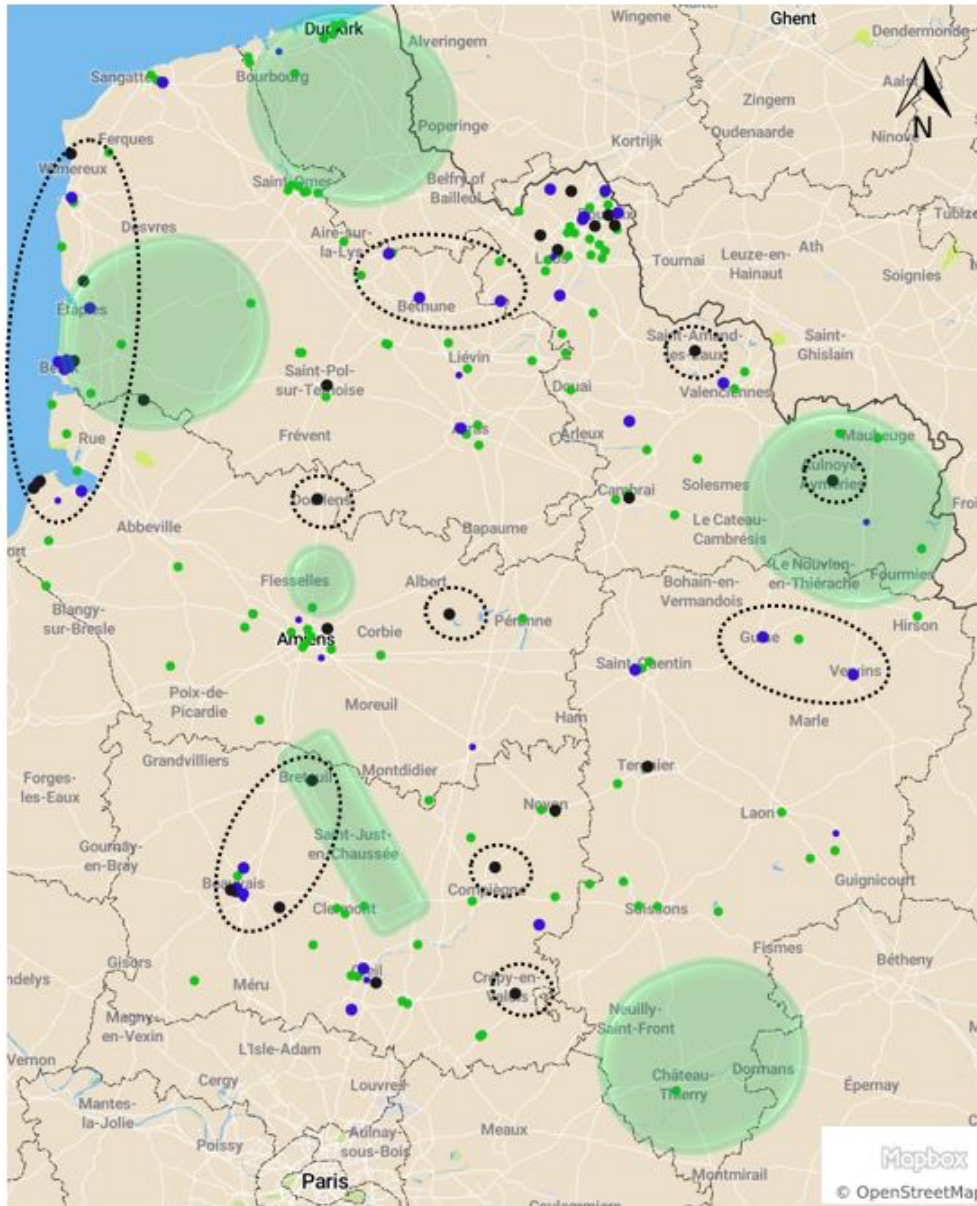 Wingene
Ghent
Dendermonde
Dunkirk
Alveringem
Aalst
Sangatte
Bourbourg
Zingem
Ferques
Poperinge
Kortrijk
Oudenaarde
Ninove
N
Wimereux
Saint-Omer
Belfry of
Bailleul
Desvres
Aire-sur-
la-Lys
Tournai
Leuze-en-
Hainaut
Ath
Soignies
Étaples
Béthune
Saint-Amand-
les-Eaux
Saint-
Ghislain
Liévin
Saint-Pol-
sur-Ternoise
Douai
Valenciennes
Rue
Frévent
Arleux
Maubeuge
Aulnoye-
Aymeries
Cambrai
Solesmes
Doullens
Abbeville
Bapaume
Le Cateau-
Cambrésis
Flesselles
Albert
Le Nouvion-
en-Thiérache
Fourmies
Bohain-en-
Vermandois
Blangy-
sur-Bresle
Corbie
Péronne
Hirson
Amiens
Guise
Saint-Quentin
Vervins
Poix-de-
Picardie
Moreuil
Ham
Marle
Grandvilliers
Breteuil
Montdidier
Tergnier
Forges-
les-Eaux
Noyon
Laon
Saint-Just-
en-Chaussée
Gournay-
en-Bray
Beauvais
Compiègne
Guignicourt
Clermont
Soissons
Fismes
Gisors
Creil
Crépy-en-
Valois
Bétheny
Méru
Neuilly-
Saint-Front
Magny-
en-Vexin
L'Isle-Adam
Vernon
Cergy
Louvres
Château-
Thierry
Dormans
Épernay
Mantes-
la-Jolie
Poissy
Aulnay-
sous-Bois
Meaux
Paris
Montmirail
Mapbox
© OpenStreetMap